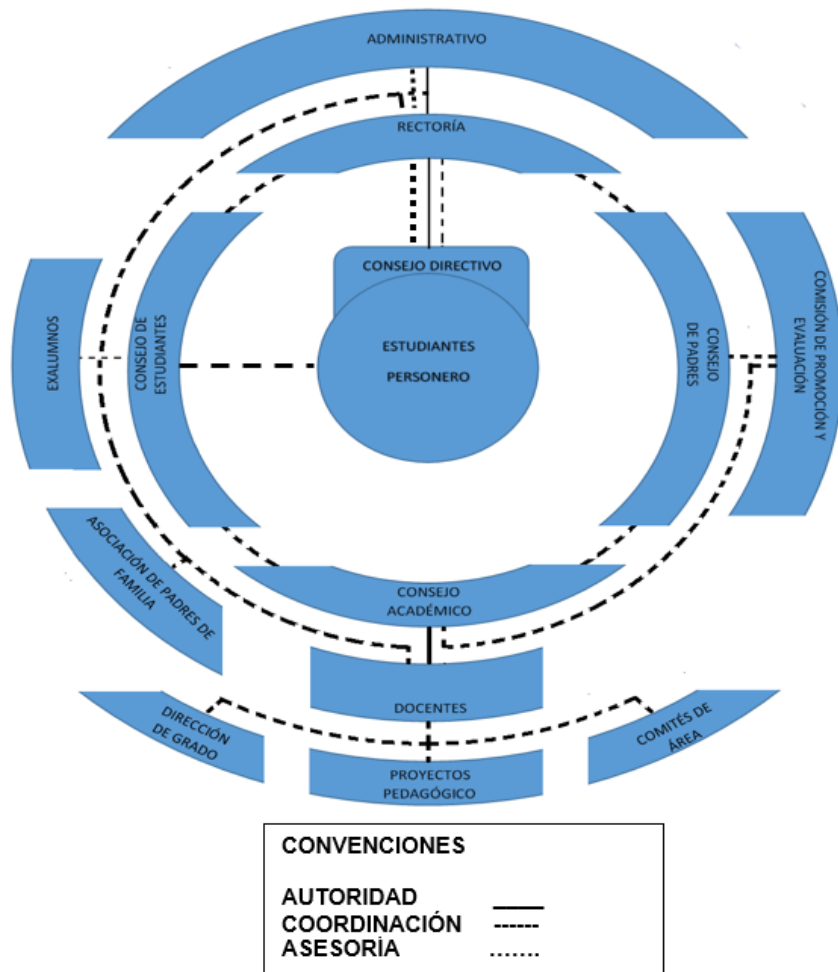 ADMINISTRATIVO
RECTORÍA
CONSEJO DIRECTIVO
ESTUDIANTES
PERSONERO
EXALUMNOS
CONSEJO DE
ESTUDIANTES
CONSEJO
DE PADRES
COMISIÓN DE PROMOCIÓN Y
EVALUACIÓN
ASOCIACIÓN DE PADRES DE
FAMILIA
CONSEJO
ACADÉMICO
DOCENTES
DIRECCIÓN
DE GRADO
PROYECTOS
PEDAGÓGICO
COMITÉS DE
ÁREA
CONVENCIONES
AUTORIDAD
COORDINACIÓN
ASESORÍA